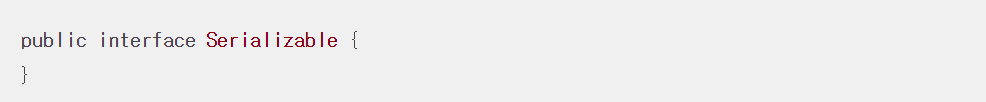 public interface Serializable {
}